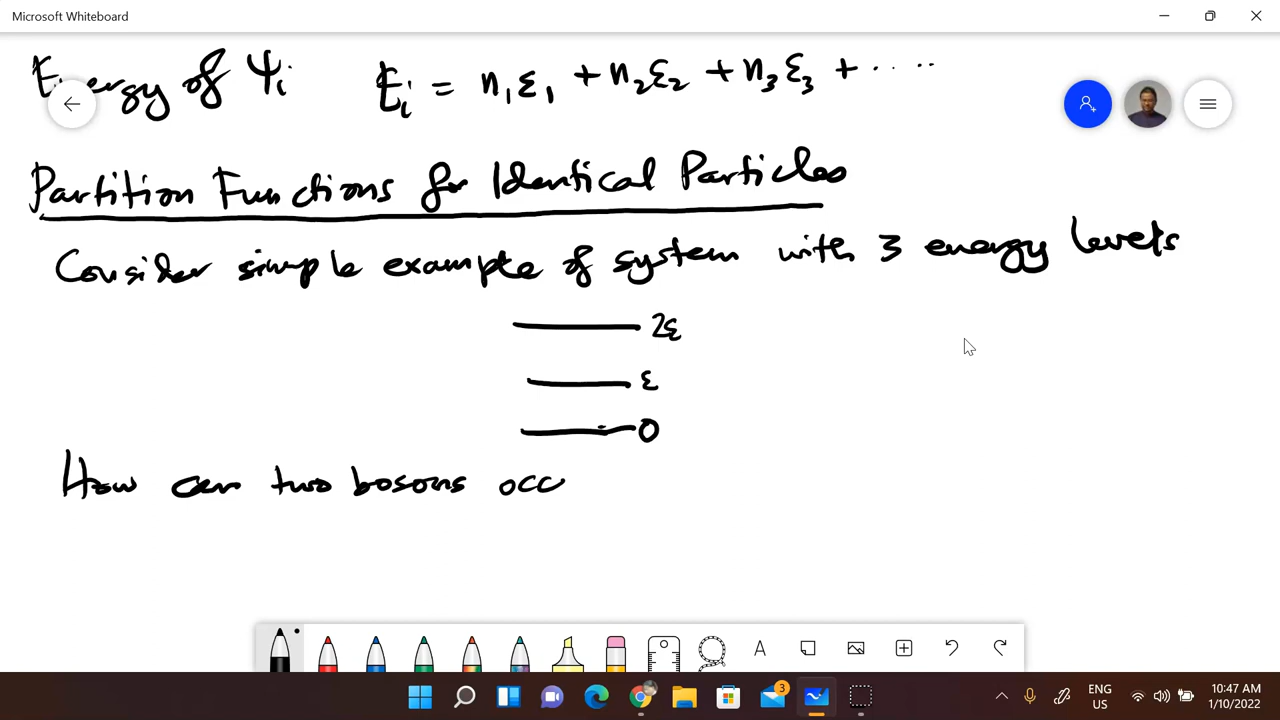 Microsoft Whiteboard
Energy of Ψi Ei = n1ε1 + n2ε2 + n3ε3 + ......
Partition Functions for Identical Particles
Consider simple example of system with 3 energy levels
2ε
ε
0
How can two bosons occ
A
3
ENG
US
10:47 AM
1/10/2022